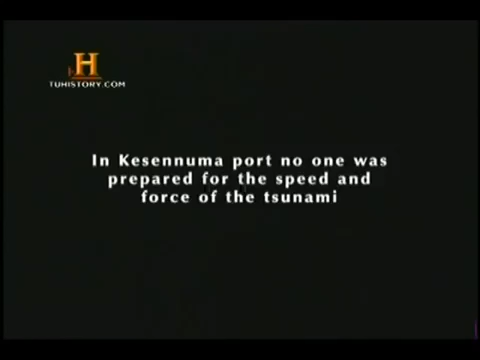 H
TUHISTORY.COM
In Kesennuma port no one was
prepared for the speed and
force of the tsunami